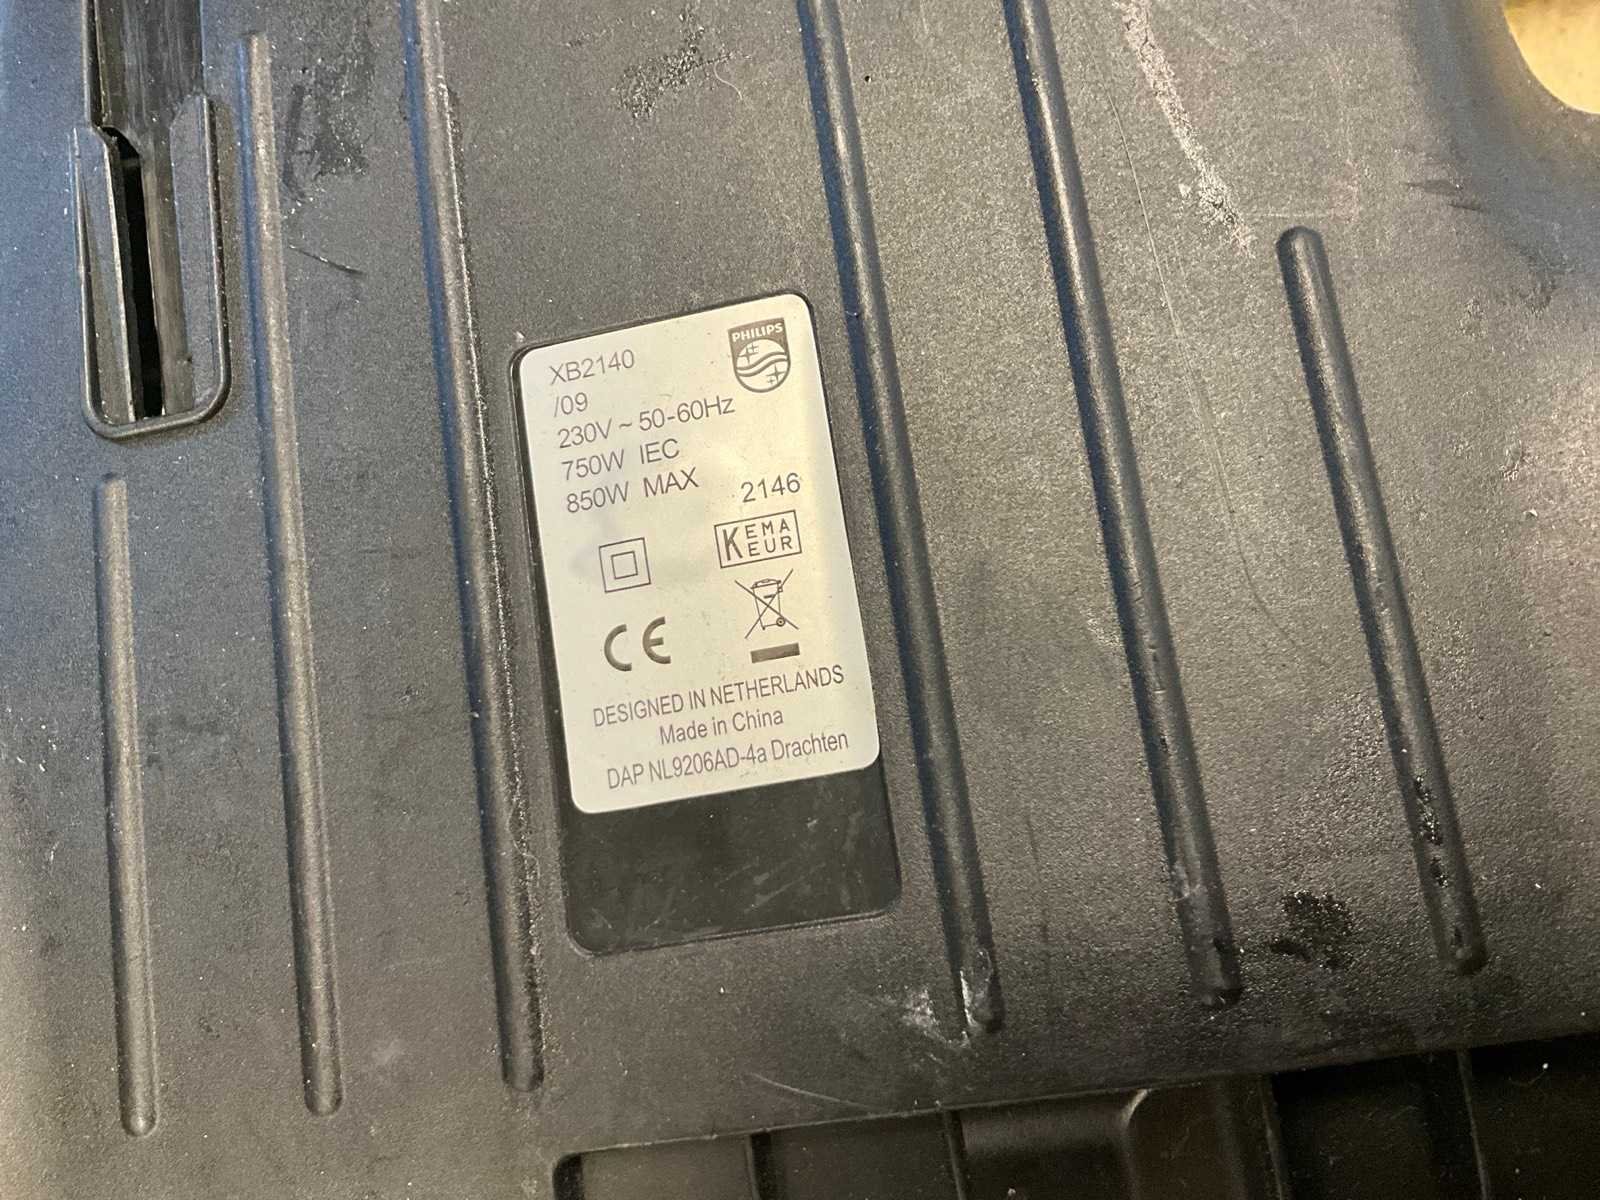 PHILIPS
XB2140
/09
230V ~ 50-60Hz
750W IEC
850W MAX
2146
KEMA
EUR
CE
DESIGNED IN NETHERLANDS
Made in China
DAP NL9206AD-4a Drachten